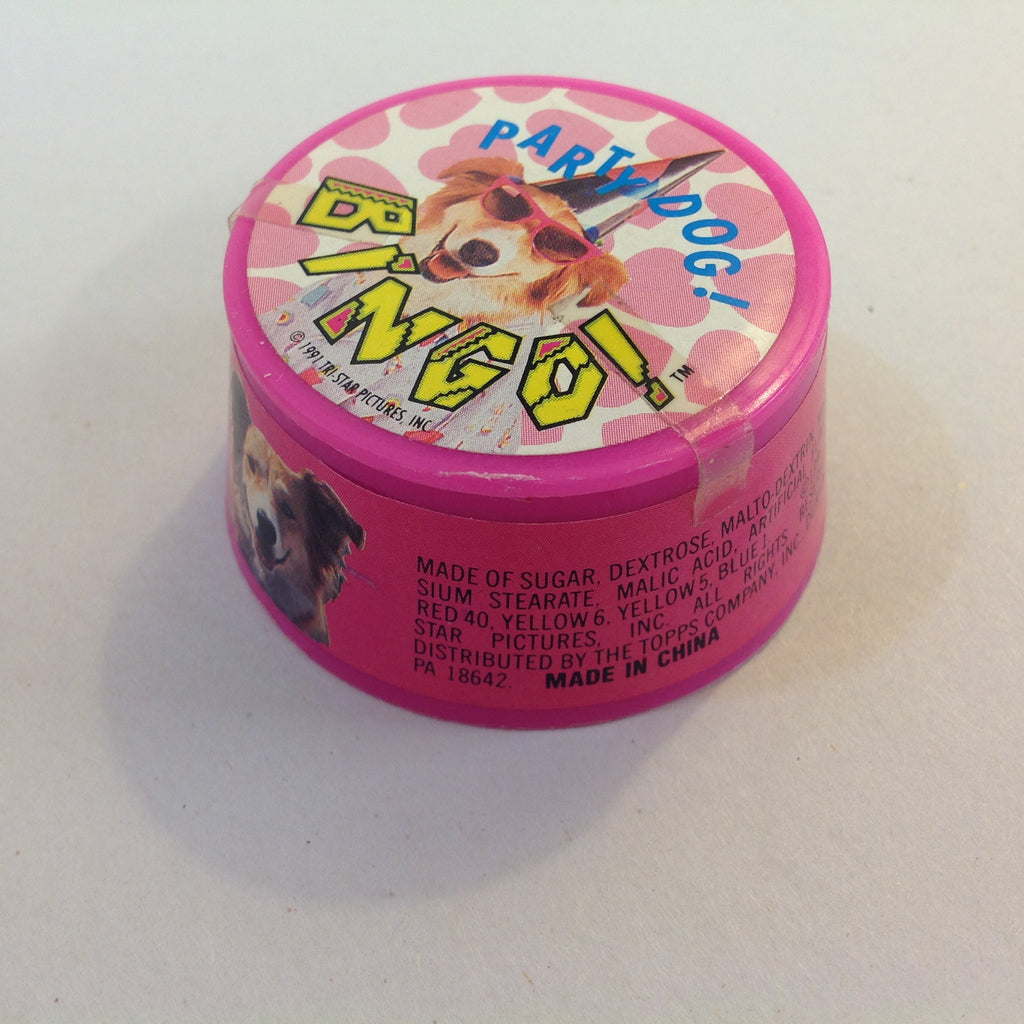 PARTY DOG!
BINGO!™
© 1991 TRI-STAR PICTURES, INC.
MADE OF SUGAR, DEXTROSE, MALTO-DEXTRIN
SIUM STEARATE, MALIC ACID, ARTIFICIAL
RED 40, YELLOW 6, YELLOW 5, BLUE 1
STAR PICTURES, INC. ALL RIGHTS
DISTRIBUTED BY THE TOPPS COMPANY, INC.
PA 18642. MADE IN CHINA